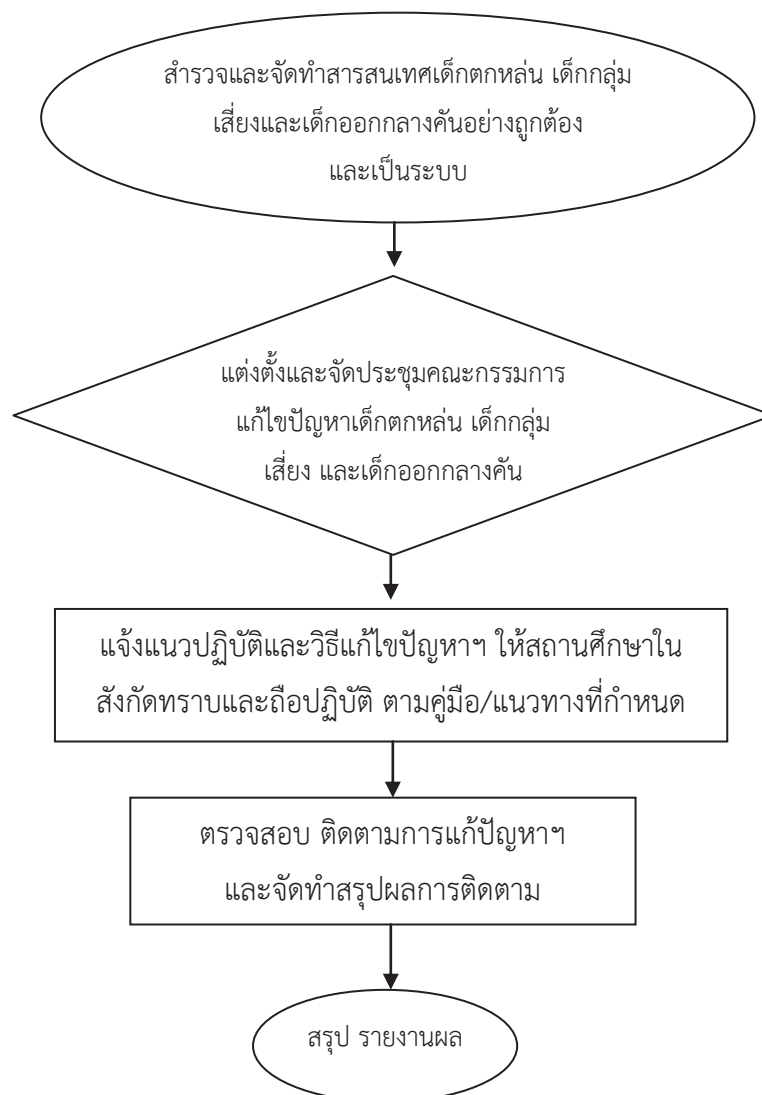 สำรวจและจัดทำสารสนเทศเด็กตกหล่น เด็กกลุ่ม
เสี่ยงและเด็กออกกลางคันอย่างถูกต้อง
และเป็นระบบ
แต่งตั้งและจัดประชุมคณะกรรมการ
แก้ไขปัญหาเด็กตกหล่น เด็กกลุ่ม
เสี่ยง และเด็กออกกลางคัน
แจ้งแนวปฏิบัติและวิธีแก้ไขปัญหาฯ ให้สถานศึกษาใน
สังกัดทราบและถือปฏิบัติ ตามคู่มือ/แนวทางที่กำหนด
ตรวจสอบ ติดตามการแก้ปัญหาฯ
และจัดทำสรุปผลการติดตาม
สรุป รายงานผล